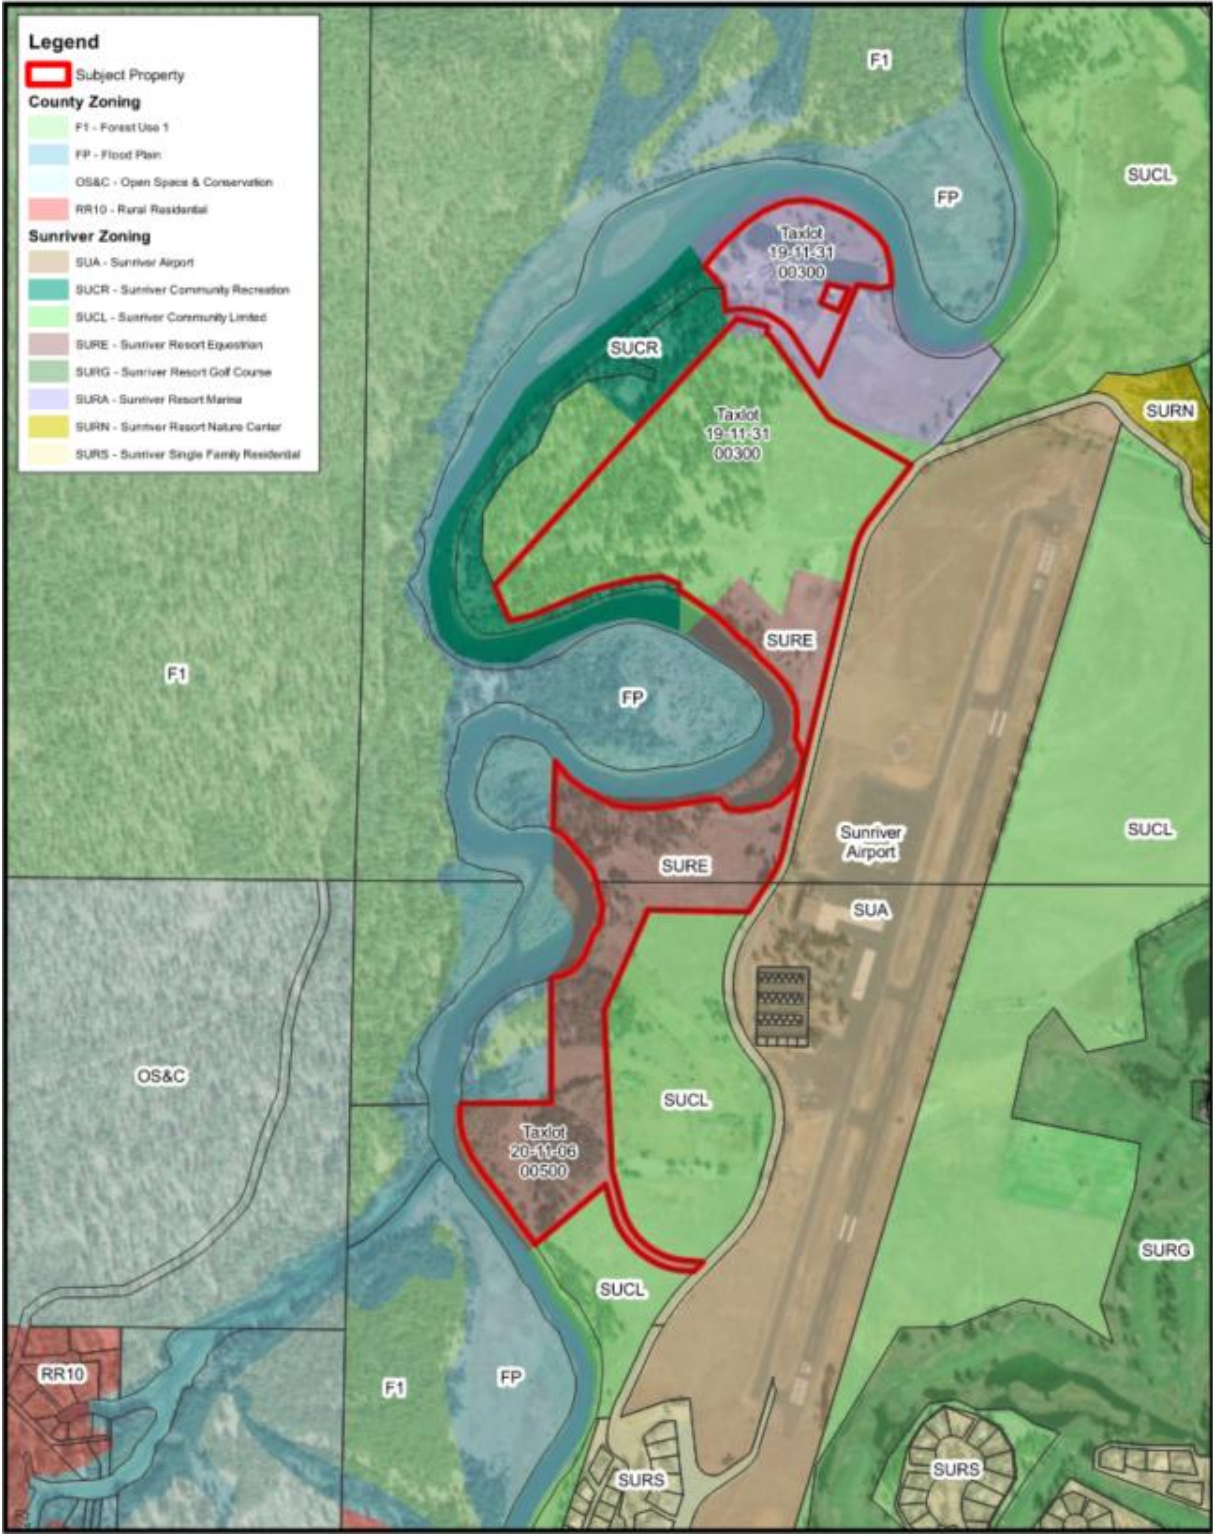 Legend
Subject Property
County Zoning
F1 - Forest Use 1
FP - Flood Plain
OS&C - Open Space & Conservation
RR10 - Rural Residential
Sunriver Zoning
SUA - Sunriver Airport
SUCR - Sunriver Community Recreation
SUCL - Sunriver Community Limited
SURE - Sunriver Resort Equestrian
SURG - Sunriver Resort Golf Course
SURA - Sunriver Resort Marina
SURN - Sunriver Resort Nature Center
SURS - Sunriver Single Family Residential
F1
SUCL
FP
Taxlot
19-11-31
00300
SUCR
SURN
Taxlot
19-11-31
00300
SURE
F1
FP
Sunriver
Airport
SUCL
SURE
SUA
OS&C
SUCL
Taxlot
20-11-06
00500
SURG
SUCL
RR10
F1
FP
SURS
SURS